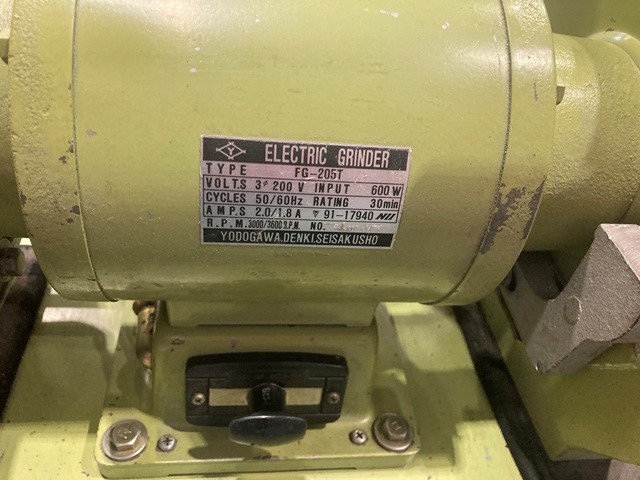 Y ELECTRIC GRINDER
TYPE FG-205T
VOLTS 3φ 200 V INPUT 600 W
CYCLES 50/60Hz RATING 30min
AMPS 2.0/1.8 A ▽ 91-17940
R.P.M. 3000/3600 R.P.M. NO.
YODOGAWA.DENKI.SEISAKUSHO